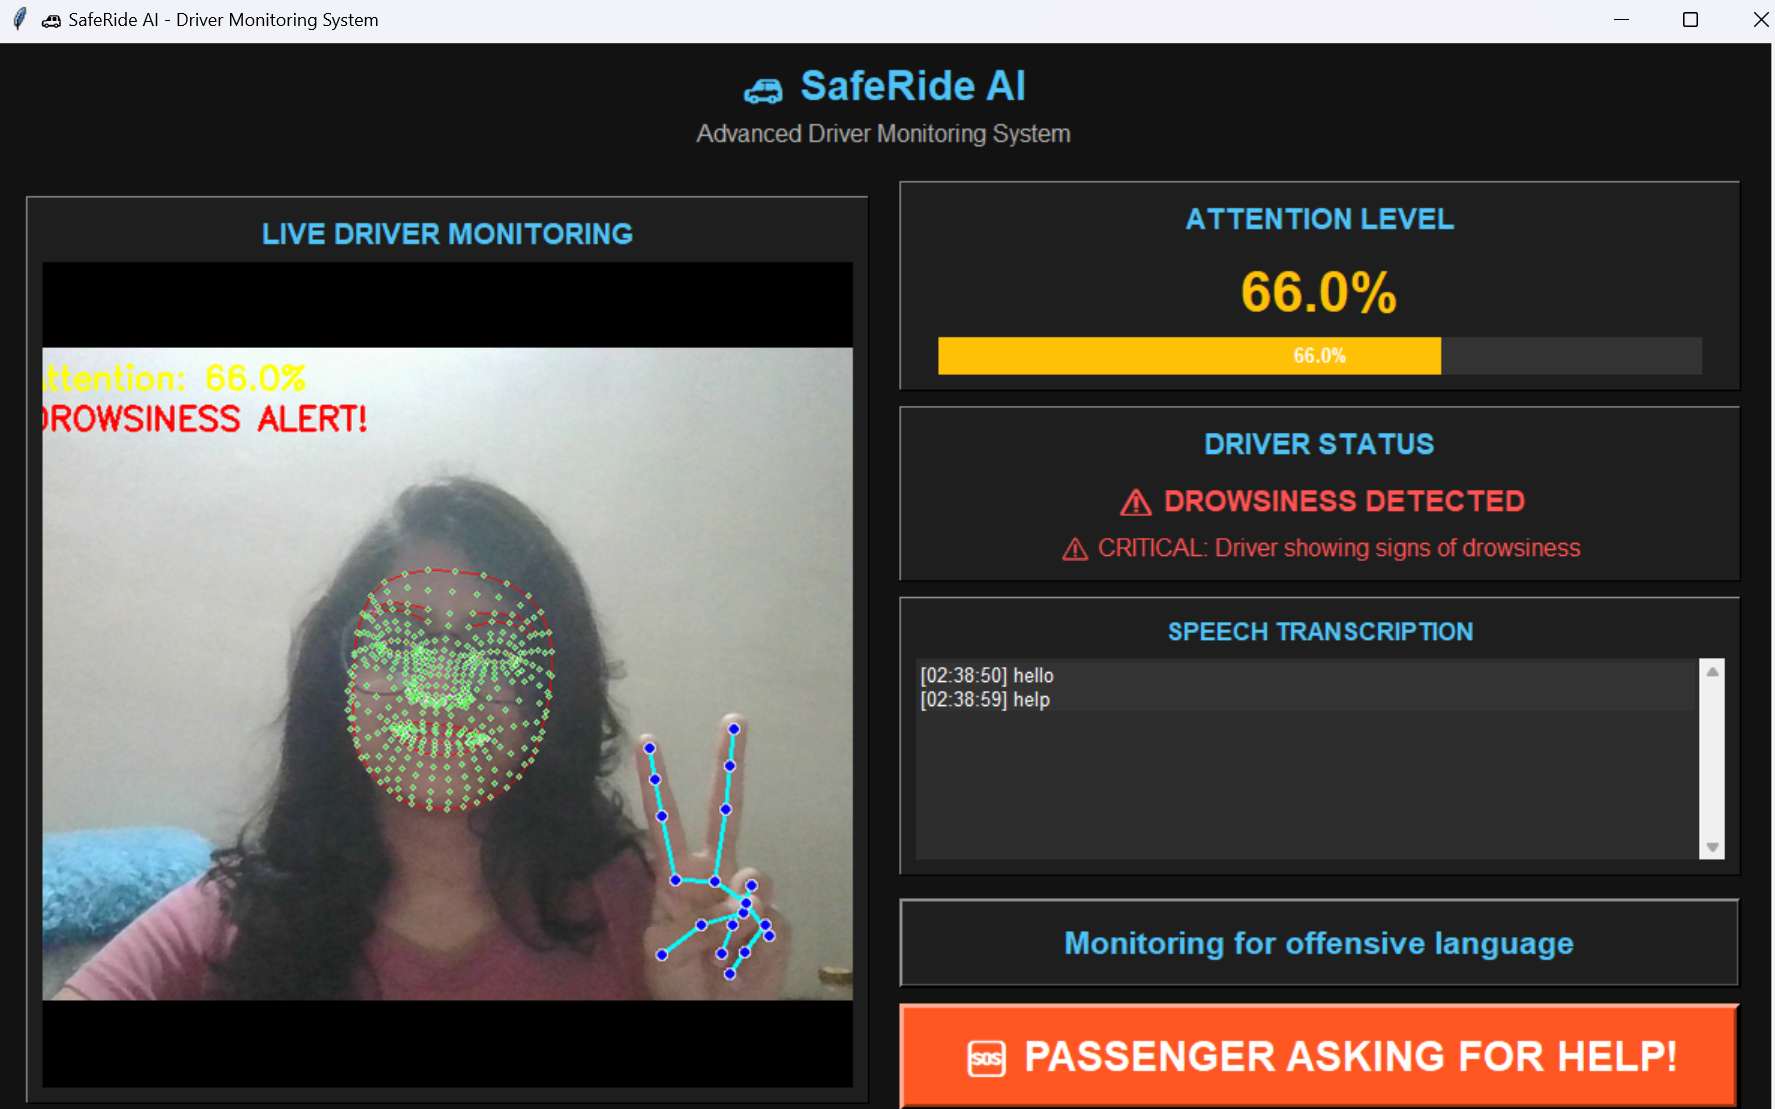 SafeRide AI - Driver Monitoring System
SafeRide AI
Advanced Driver Monitoring System
LIVE DRIVER MONITORING
ttention: 66.0%
DROWSINESS ALERT!
ATTENTION LEVEL
66.0%
66.0%
DRIVER STATUS
⚠ DROWSINESS DETECTED
⚠ CRITICAL: Driver showing signs of drowsiness
SPEECH TRANSCRIPTION
[02:38:50] hello
[02:38:59] help
Monitoring for offensive language
SOS PASSENGER ASKING FOR HELP!